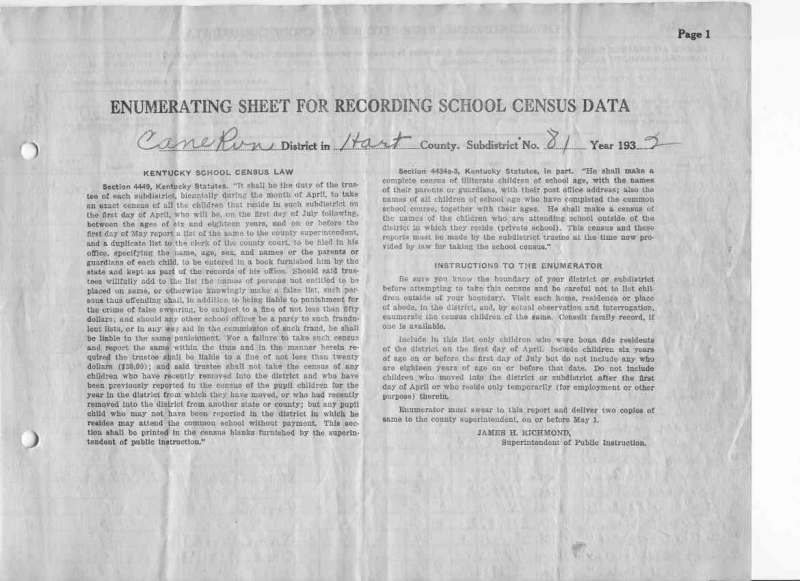 Page 1
ENUMERATING SHEET FOR RECORDING SCHOOL CENSUS DATA
Cane Run District in Hart County. Subdistrict No. 81 Year 1932
KENTUCKY SCHOOL CENSUS LAW
Section 4449, Kentucky Statutes. "It shall be the duty of the trus-
tee of each subdistrict, biennially during the month of April, to take
an exact census of all the children that reside in such subdistrict on
the first day of April, who will be, on the first day of July following,
between the ages of six and eighteen years, and on or before the
first day of May report a list of the same to the county superintendent,
and a duplicate list to the clerk of the county court, to be filed in his
office, specifying the name, age, sex, and names or the parents or
guardians of each child, to be entered in a book furnished him by the
state and kept as part of the records of his office. Should said trus-
tees willfully add to the list the names of persons not entitled to be
placed on same, or otherwise knowingly make a false list, such per-
sons thus offending shall, in addition to being liable to punishment for
the crime of false swearing, be subject to a fine of not less than fifty
dollars; and should any other school officer be a party to such fraudu-
lent lists, or in any way aid in the commission of such fraud, he shall
be liable to the same punishment. For a failure to take such census
and report the same within the time and in the manner herein re-
quired the trustee shall be liable to a fine of not less than twenty
dollars ($20.00); and said trustee shall not take the census of any
children who have recently removed into the district and who have
been previously reported in the census of the pupil children for the
year in the district from which they have moved, or who had recently
removed into the district from another state or county; but any pupil
child who may not have been reported in the district in which he
resides may attend the common school without payment. This sec-
tion shall be printed in the census blanks furnished by the superin-
tendent of public instruction."
Section 4434a-3, Kentucky Statutes, in part. "He shall make a
complete census of illiterate children of school age, with the names
of their parents or guardians, with their post office address; also the
names of all children of school age who have completed the common
school course, together with their ages. He shall make a census of
the names of the children who are attending school outside of the
district in which they reside (private school). This census and these
reports must be made by the subdistrict trustee at the time now pro-
vided by law for taking the school census."
INSTRUCTIONS TO THE ENUMERATOR
Be sure you know the boundary of your district or subdistrict
before attempting to take this census and be careful not to list chil-
dren outside of your boundary. Visit each home, residence or place
of abode, in the district, and, by actual observation and interrogation,
enumerate the census children of the same. Consult family record, if
one is available.
Include in this list only children who were bona fide residents
of the district on the first day of April. Include children six years
of age on or before the first day of July but do not include any who
are eighteen years of age on or before that date. Do not include
children who moved into the district or subdistrict after the first
day of April or who reside only temporarily (for employment or other
purpose) therein.
Enumerator must swear to this report and deliver two copies of
same to the county superintendent, on or before May 1.
JAMES H. RICHMOND,
Superintendent of Public Instruction.